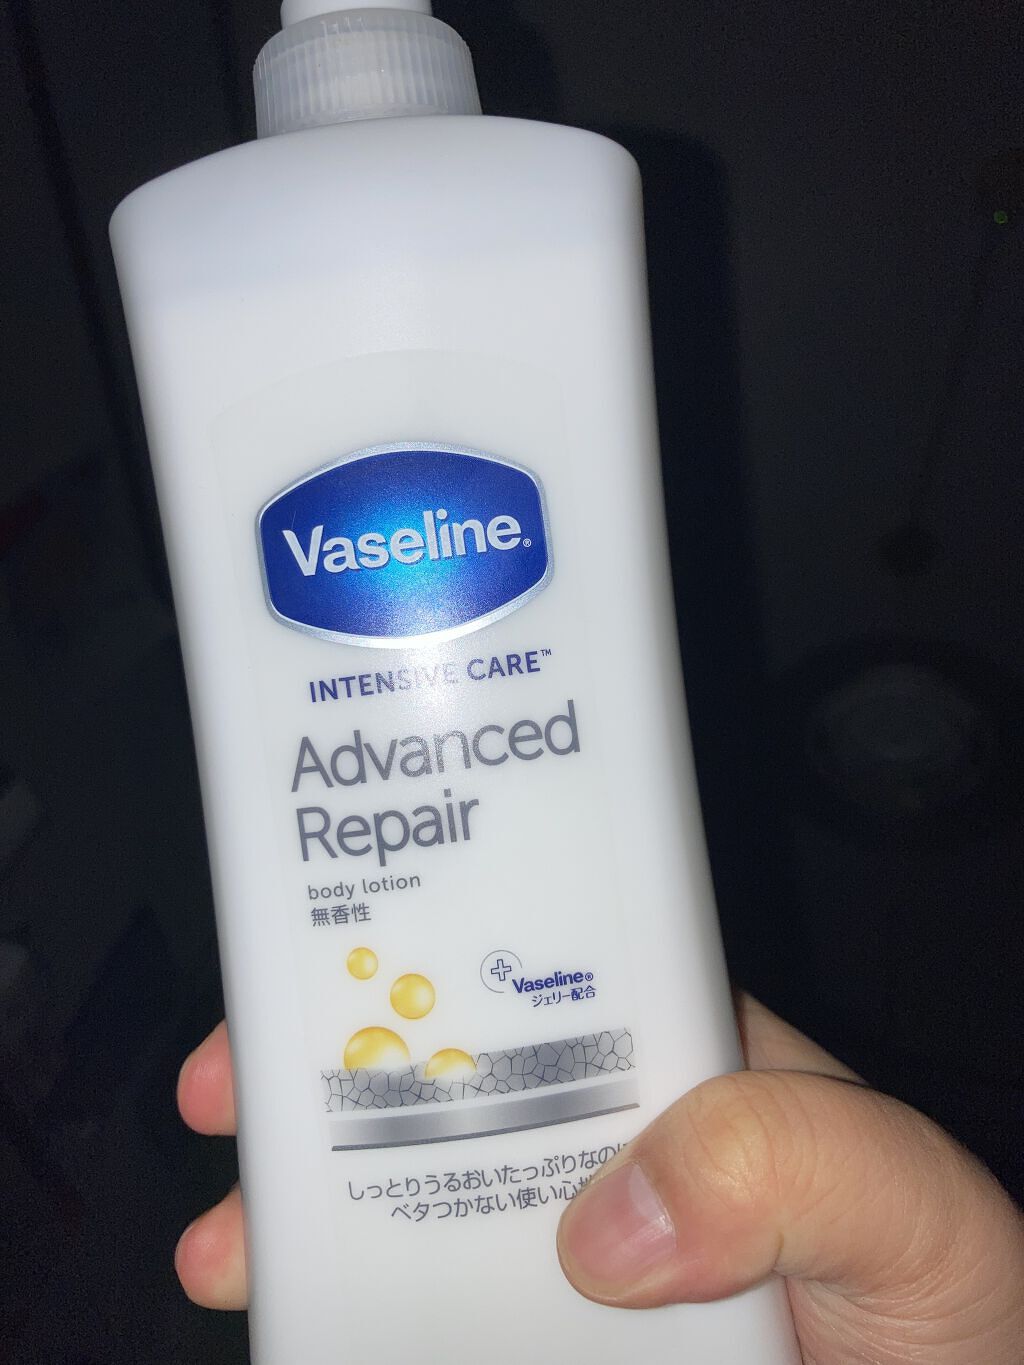 Vaseline®
INTENSIVE CARE™
Advanced
Repair
body lotion
無香性
Vaseline®
ジェリー配合
しっとりうるおいたっぷりなの
ベタつかない使い心